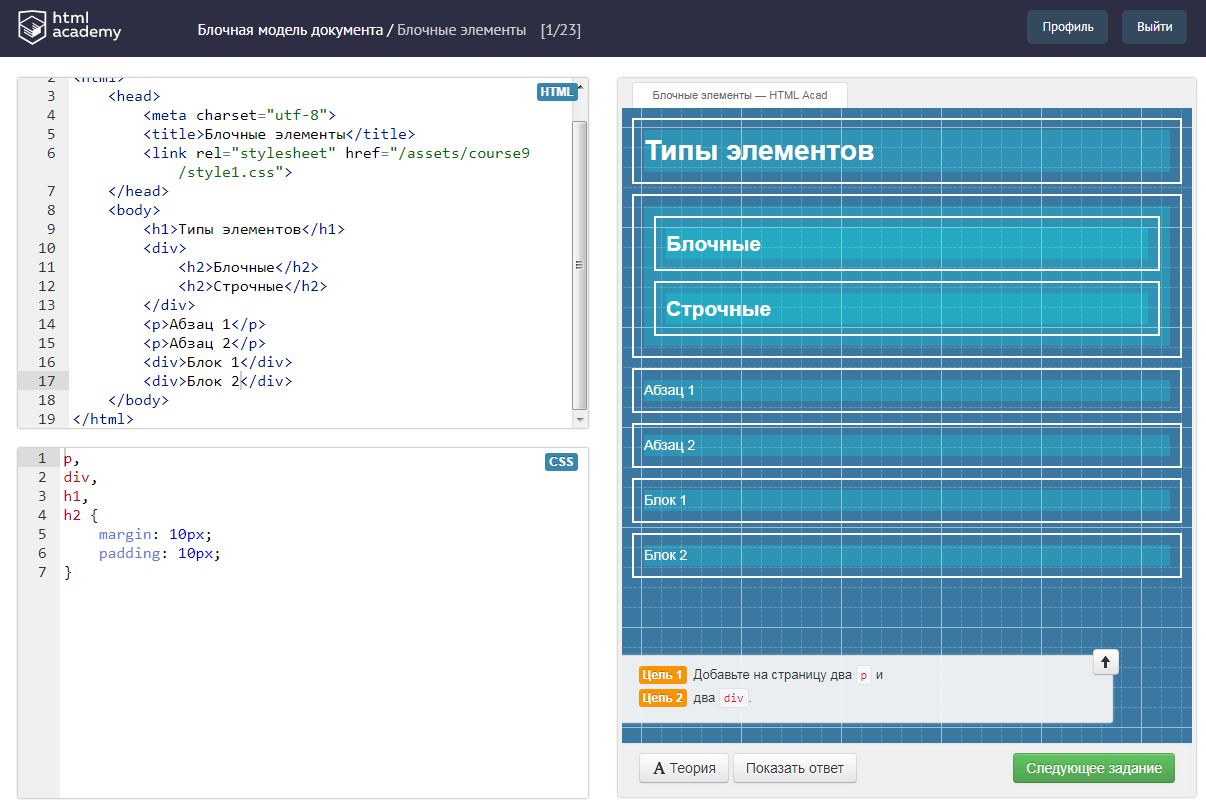 html
academy
Блочная модель документа / Блочные элементы [1/23]
Профиль
Выйти
HTML
2 <html>
3 <head>
4 <meta charset="utf-8">
5 <title>Блочные элементы</title>
6 <link rel="stylesheet" href="/assets/course9
/style1.css">
7 </head>
8 <body>
9 <h1>Типы элементов</h1>
10 <div>
11 <h2>Блочные</h2>
12 <h2>Строчные</h2>
13 </div>
14 <p>Абзац 1</p>
15 <p>Абзац 2</p>
16 <div>Блок 1</div>
17 <div>Блок 2</div>
18 </body>
19 </html>
CSS
1 p,
2 div,
3 h1,
4 h2 {
5 margin: 10px;
6 padding: 10px;
7 }
Блочные элементы — HTML Acad
Типы элементов
Блочные
Строчные
Абзац 1
Абзац 2
Блок 1
Блок 2
Цель 1 Добавьте на страницу два p и
Цель 2 два div.
A Теория
Показать ответ
Следующее задание